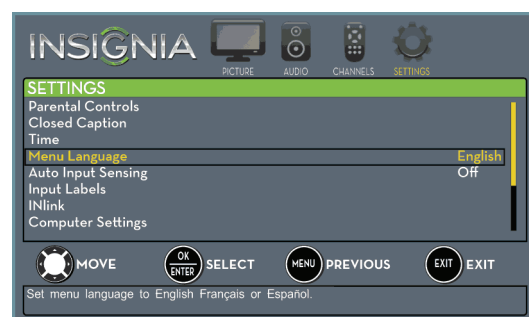 INSIGNIA
PICTURE AUDIO CHANNELS SETTINGS
SETTINGS
Parental Controls
Closed Caption
Time
Menu Language English
Auto Input Sensing Off
Input Labels
INlink
Computer Settings
MOVE OK ENTER SELECT MENU PREVIOUS EXIT EXIT
Set menu language to English Français or Español.